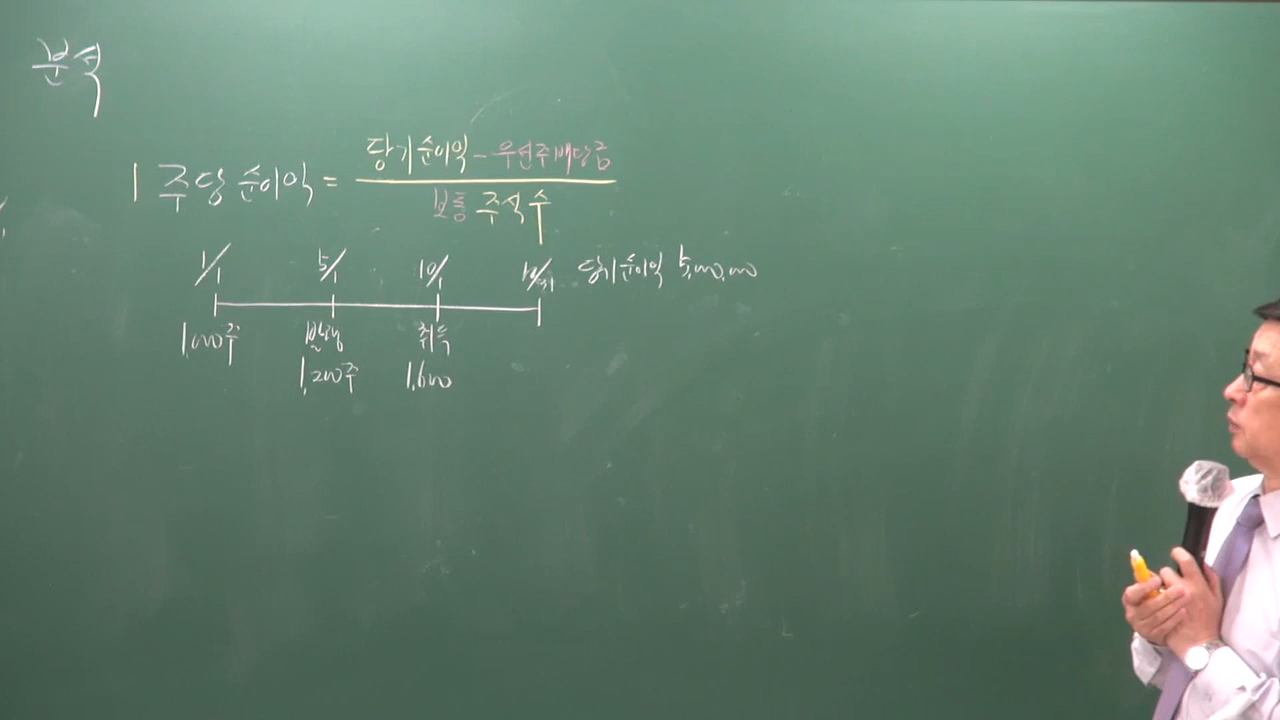 분석
당기순이익 - 우선주배당금
1주당순이익 =
보통주식수
1/1 5/1 10/1 12/31 당기순이익 5,000,000
1,000주 발행 취득
1,200주 1,600